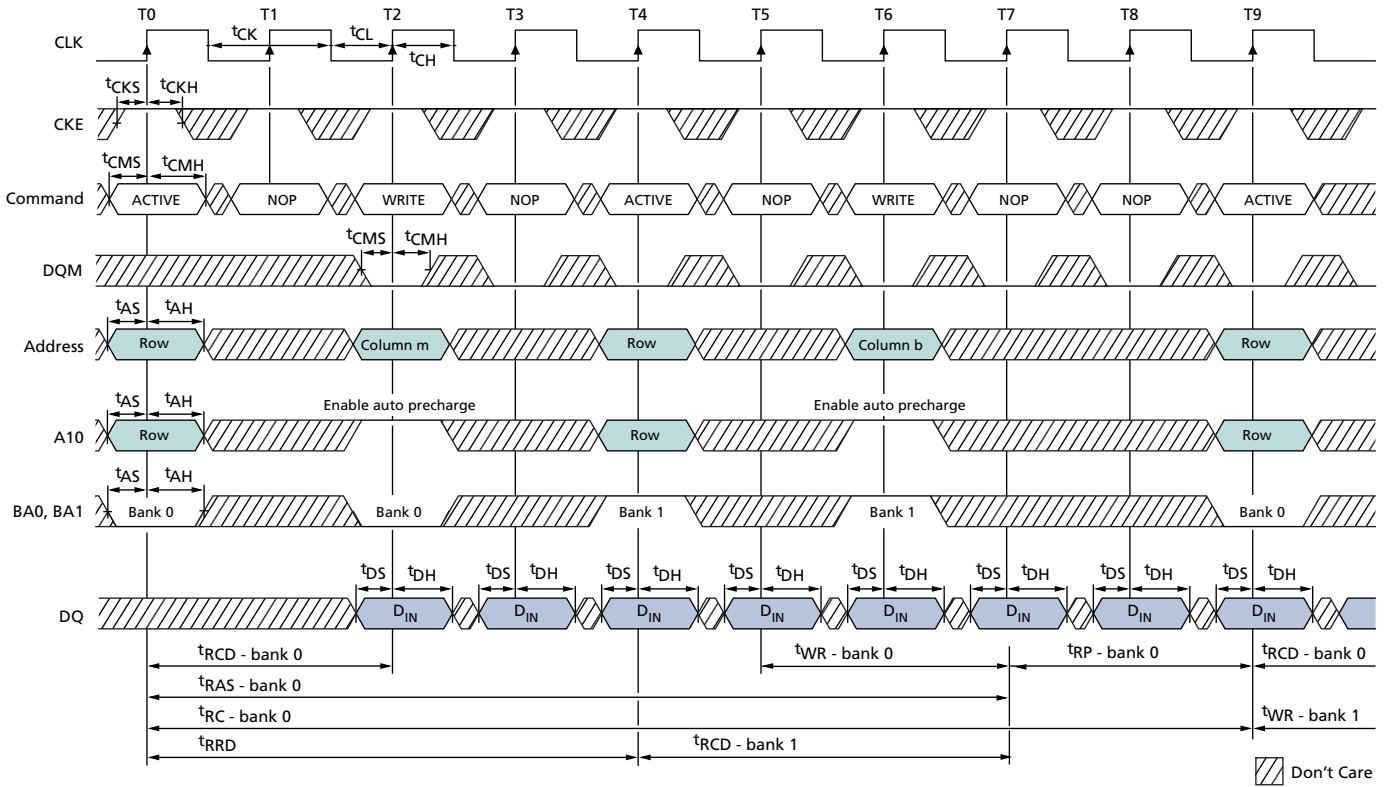 T0 T1 T2 T3 T4 T5 T6 T7 T8 T9
CLK tCK tCL tCH
tCKS tCKH
CKE
tCMS tCMH
Command ACTIVE NOP WRITE NOP ACTIVE NOP WRITE NOP NOP ACTIVE
tCMS tCMH
DQM
tAS tAH
Address Row Column m Row Column b Row
tAS tAH Enable auto precharge Enable auto precharge
A10 Row Row Row
tAS tAH
BA0, BA1 Bank 0 Bank 0 Bank 1 Bank 1 Bank 0
tDS tDH tDS tDH tDS tDH tDS tDH tDS tDH tDS tDH tDS tDH tDS tDH
DQ DIN DIN DIN DIN DIN DIN DIN DIN
tRCD - bank 0 tWR - bank 0 tRP - bank 0 tRCD - bank 0
tRAS - bank 0
tRC - bank 0 tWR - bank 1
tRRD tRCD - bank 1
Don't Care